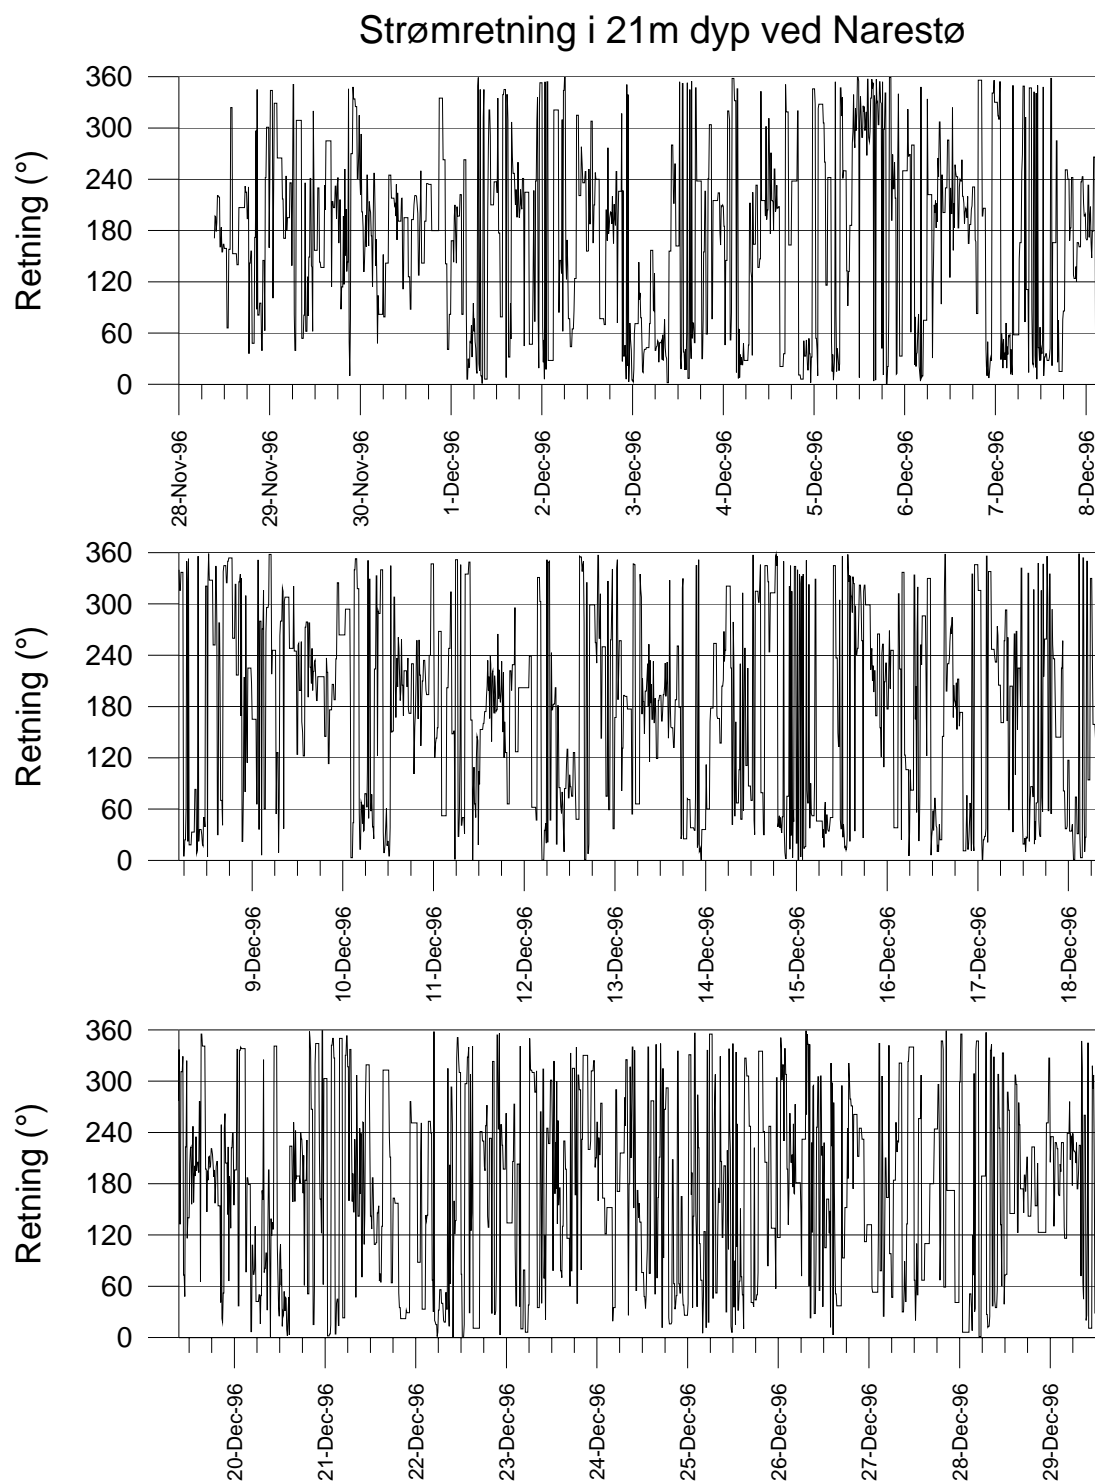 Strømretning i 21m dyp ved Narestø
Retning (°)
360
300
240
180
120
60
0
28-Nov-96
29-Nov-96
30-Nov-96
1-Dec-96
2-Dec-96
3-Dec-96
4-Dec-96
5-Dec-96
6-Dec-96
7-Dec-96
8-Dec-96
Retning (°)
360
300
240
180
120
60
0
9-Dec-96
10-Dec-96
11-Dec-96
12-Dec-96
13-Dec-96
14-Dec-96
15-Dec-96
16-Dec-96
17-Dec-96
18-Dec-96
Retning (°)
360
300
240
180
120
60
0
20-Dec-96
21-Dec-96
22-Dec-96
23-Dec-96
24-Dec-96
25-Dec-96
26-Dec-96
27-Dec-96
28-Dec-96
29-Dec-96